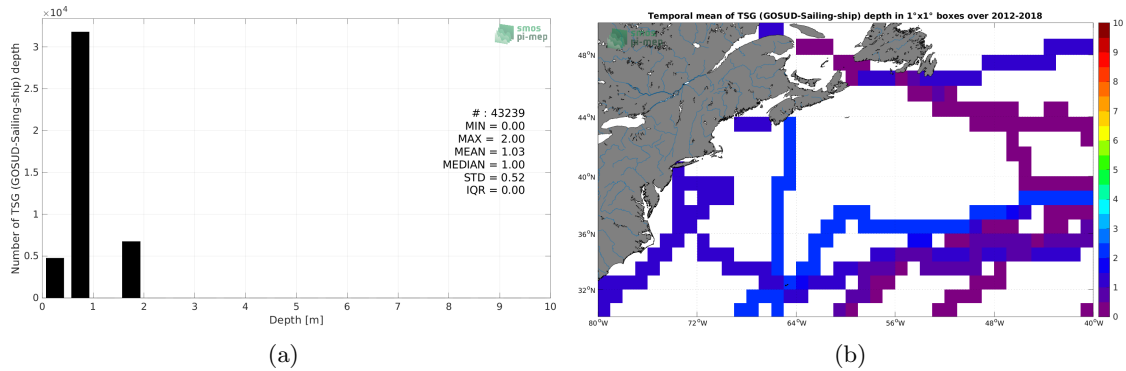 Number of TSG (GOSUD-Sailing-ship) depth
×10⁴
3
2.5
2
1.5
1
0.5
0
0 1 2 3 4 5 6 7 8 9 10
Depth [m]
smos
pi-mep
# : 43239
MIN = 0.00
MAX = 2.00
MEAN = 1.03
MEDIAN = 1.00
STD = 0.52
IQR = 0.00
(a)
Temporal mean of TSG (GOSUD-Sailing-ship) depth in 1°x1° boxes over 2012-2018
smos
pi-mep
48°N
44°N
40°N
36°N
32°N
80°W 72°W 64°W 56°W 48°W 40°W
10
9
8
7
6
5
4
3
2
1
0
(b)